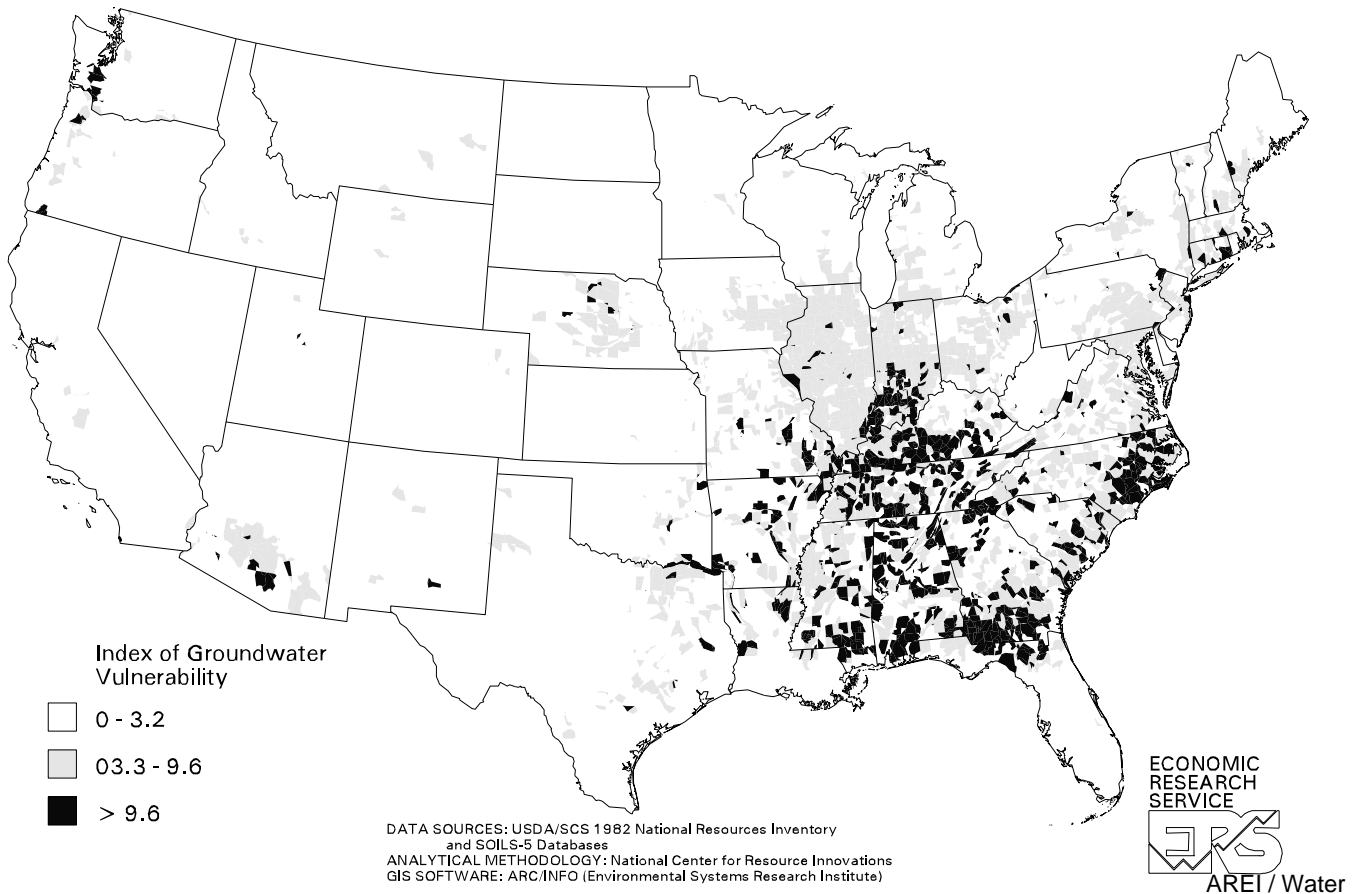 Index of Groundwater
Vulnerability
0 - 3.2
03.3 - 9.6
> 9.6
DATA SOURCES: USDA/SCS 1982 National Resources Inventory
and SOILS-5 Databases
ANALYTICAL METHODOLOGY: National Center for Resource Innovations
GIS SOFTWARE: ARC/INFO (Environmental Systems Research Institute)
ECONOMIC
RESEARCH
SERVICE
ERS
AREI / Water